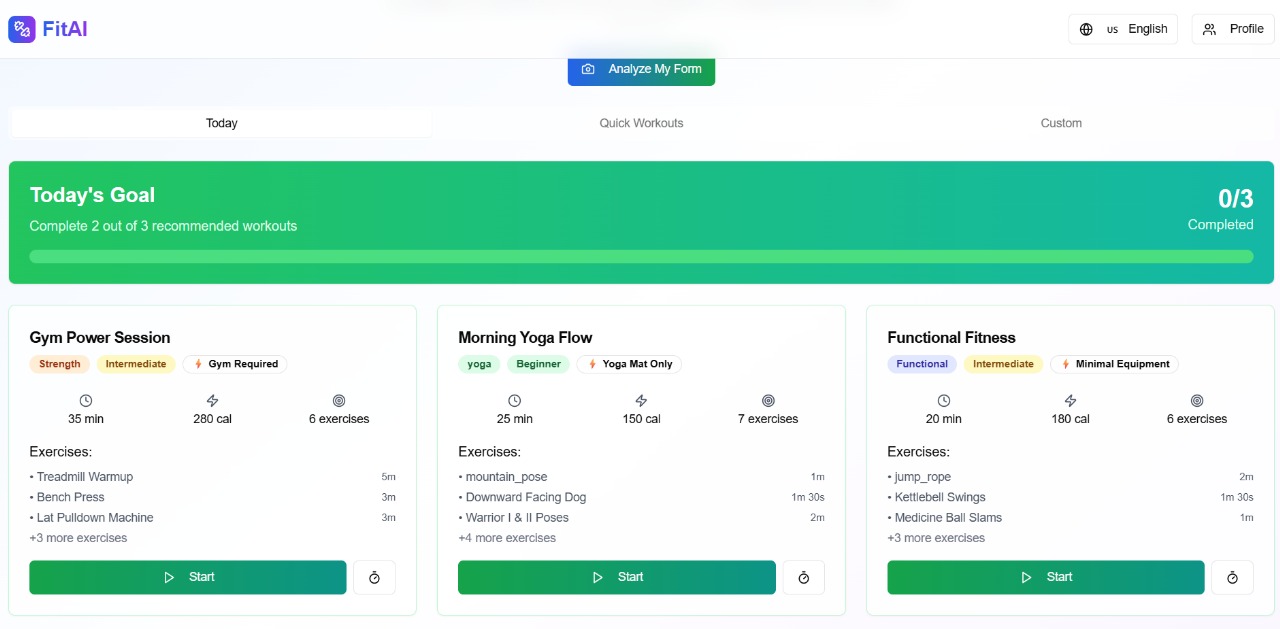 FitAI
us English
Profile
Analyze My Form
Today
Quick Workouts
Custom
Today's Goal
Complete 2 out of 3 recommended workouts
0/3
Completed
Gym Power Session
Strength
Intermediate
Gym Required
35 min
280 cal
6 exercises
Exercises:
• Treadmill Warmup 5m
• Bench Press 3m
• Lat Pulldown Machine 3m
+3 more exercises
Start
Morning Yoga Flow
yoga
Beginner
Yoga Mat Only
25 min
150 cal
7 exercises
Exercises:
• mountain_pose 1m
• Downward Facing Dog 1m 30s
• Warrior I & II Poses 2m
+4 more exercises
Start
Functional Fitness
Functional
Intermediate
Minimal Equipment
20 min
180 cal
6 exercises
Exercises:
• jump_rope 2m
• Kettlebell Swings 1m 30s
• Medicine Ball Slams 1m
+3 more exercises
Start